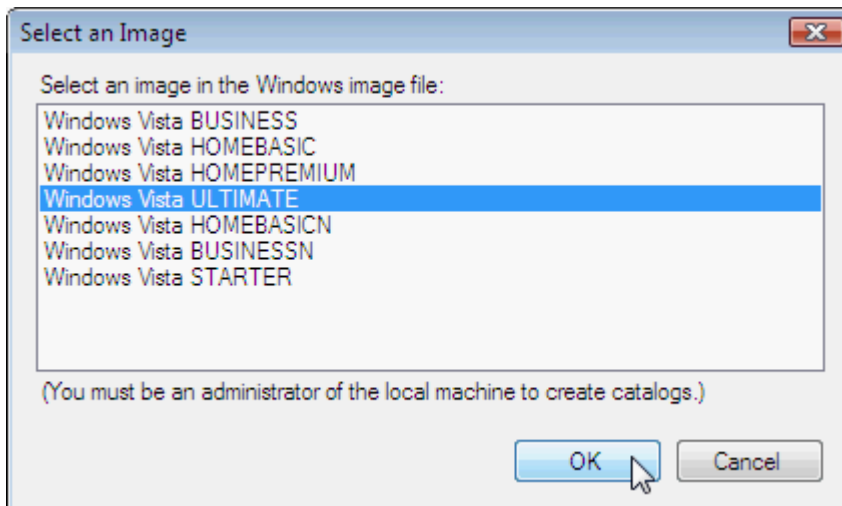 Select an Image
Select an image in the Windows image file:
Windows Vista BUSINESS
Windows Vista HOMEBASIC
Windows Vista HOMEPREMIUM
Windows Vista ULTIMATE
Windows Vista HOMEBASICN
Windows Vista BUSINESSN
Windows Vista STARTER
(You must be an administrator of the local machine to create catalogs.)
OK Cancel